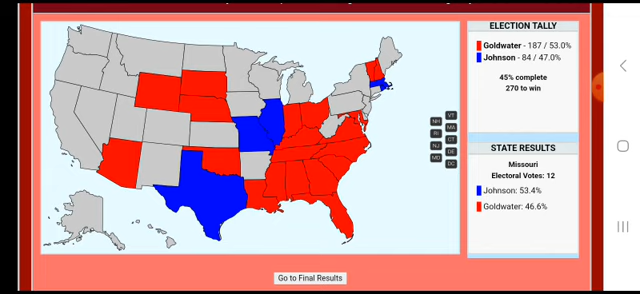 ELECTION TALLY
Goldwater - 187 / 53.0%
Johnson - 84 / 47.0%
45% complete
270 to win
VT
NH
MA
RI
CT
NJ
DE
MD
DC
STATE RESULTS
Missouri
Electoral Votes: 12
Johnson: 53.4%
Goldwater: 46.6%
Go to Final Results